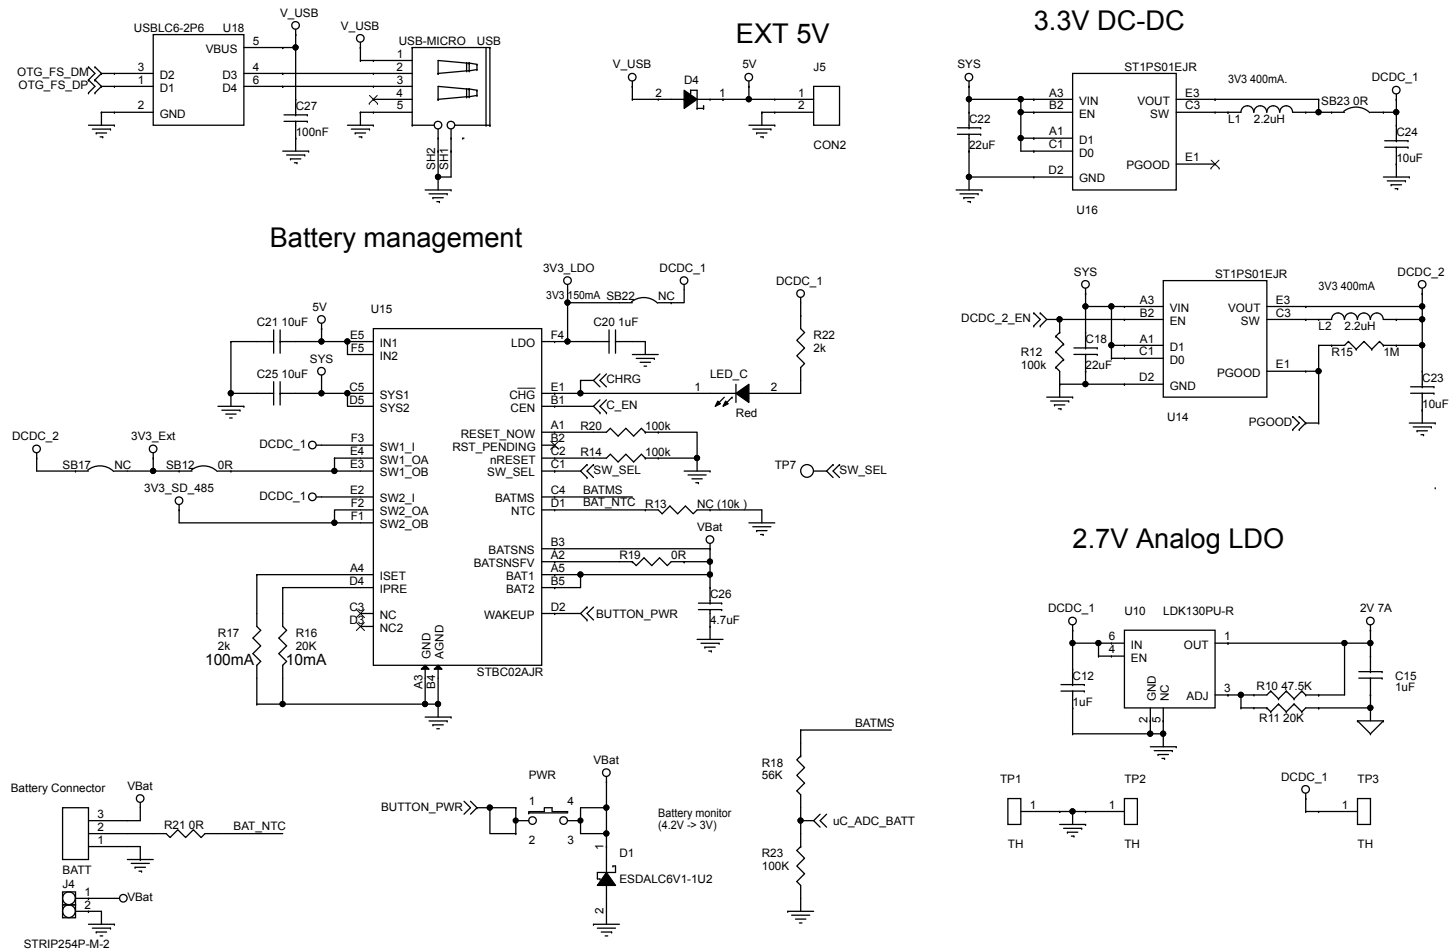 EXT 5V
3.3V DC-DC
USBLC6-2P6 U18
V_USB
V_USB
USB-MICRO USB
VBUS 5
OTG_FS_DM 3 D2 D3 4
OTG_FS_DP 1 D1 D4 6
2 GND
C27
100nF
1
2
3
4
5
SH2
SH1
V_USB
2 D4 1
5V
J5
1
2
CON2
SYS
ST1PS01EJR
3V3 400mA.
DCDC_1
A3 VIN VOUT E3
B2 EN SW C3
L1 2.2uH
SB23 0R
A1 D1
C1 D0
PGOOD E1
D2 GND
C22
22uF
C24
10uF
U16
Battery management
U15
5V
C21 10uF
SYS
C25 10uF
3V3_LDO
3V3 150mA SB22 NC
DCDC_1
DCDC_1
C20 1uF
R22
2k
E5 IN1
F5 IN2
LDO F4
C5 SYS1
D5 SYS2
CHG E1
CHRG
CEN B1
C_EN
1 LED_C 2
Red
DCDC_2
3V3_Ext
SB17 NC
SB12 0R
3V3_SD_485
DCDC_1 F3 SW1_I
E4 SW1_OA
E3 SW1_OB
DCDC_1 E2 SW2_I
F2 SW2_OA
F1 SW2_OB
RESET_NOW A1 R20 100k
RST_PENDING B2
nRESET C2 R14 100k
SW_SEL C1 SW_SEL
TP7 SW_SEL
BATMS C4 BATMS
NTC D1 BAT_NTC R13 NC (10k )
VBat
BATSNS B3
BATSNSFV A2 R19 0R
BAT1 A5
BAT2 B5
C26
4.7uF
WAKEUP D2 BUTTON_PWR
A4 ISET
D4 IPRE
C3 NC
D3 NC2
R17
2k
100mA
R16
20K
10mA
GND
AGND
A3
B4
STBC02AJR
SYS
ST1PS01EJR
3V3 400mA
DCDC_2
DCDC_2_EN
A3 VIN VOUT E3
B2 EN SW C3
L2 2.2uH
A1 D1
C1 D0
R15 1M
PGOOD E1
D2 GND
R12
100k
C18
22uF
C23
10uF
U14
PGOOD
2.7V Analog LDO
DCDC_1
U10 LDK130PU-R
2V 7A
6 IN OUT 1
4 EN
ADJ 3
GND
NC
2
5
C12
1uF
R10 47.5K
R11 20K
C15
1uF
Battery Connector
VBat
3
2
1
R21 0R BAT_NTC
BATT
J4
1
2
VBat
STRIP254P-M-2
BUTTON_PWR
PWR
1 4
2 3
VBat
Battery monitor
(4.2V -> 3V)
1
D1
ESDALC6V1-1U2
2
BATMS
R18
56K
uC_ADC_BATT
R23
100K
TP1
1
TH
TP2
1
TH
DCDC_1
TP3
1
TH